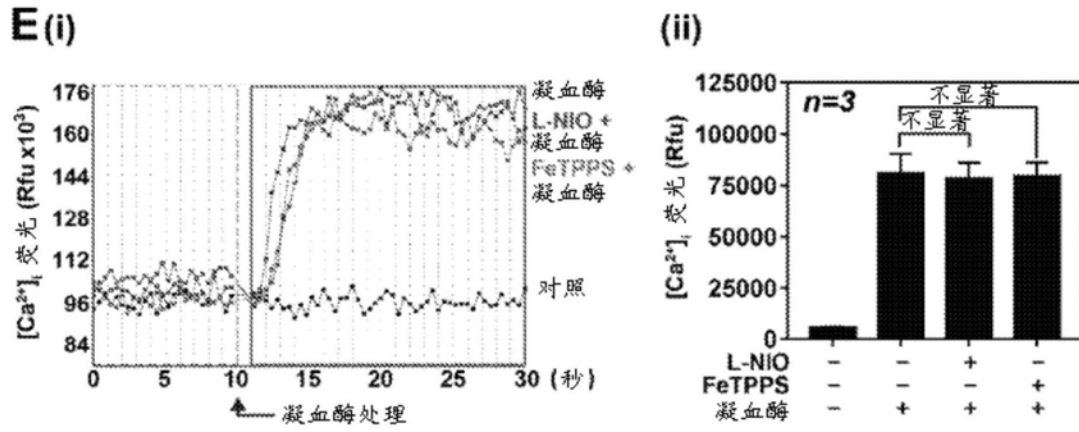 E (i)
[Ca²⁺]ᵢ 荧光 (Rfu x10³)
176
160
144
128
112
96
84
0 5 10 15 20 25 30 (秒)
凝血酶处理
凝血酶
L-NIO +
凝血酶
FeTPPS +
凝血酶
对照
(ii)
[Ca²⁺]ᵢ 荧光 (Rfu)
125000
100000
75000
50000
25000
0
n=3
不显著
不显著
L-NIO − − + −
FeTPPS − − − +
凝血酶 − + + +